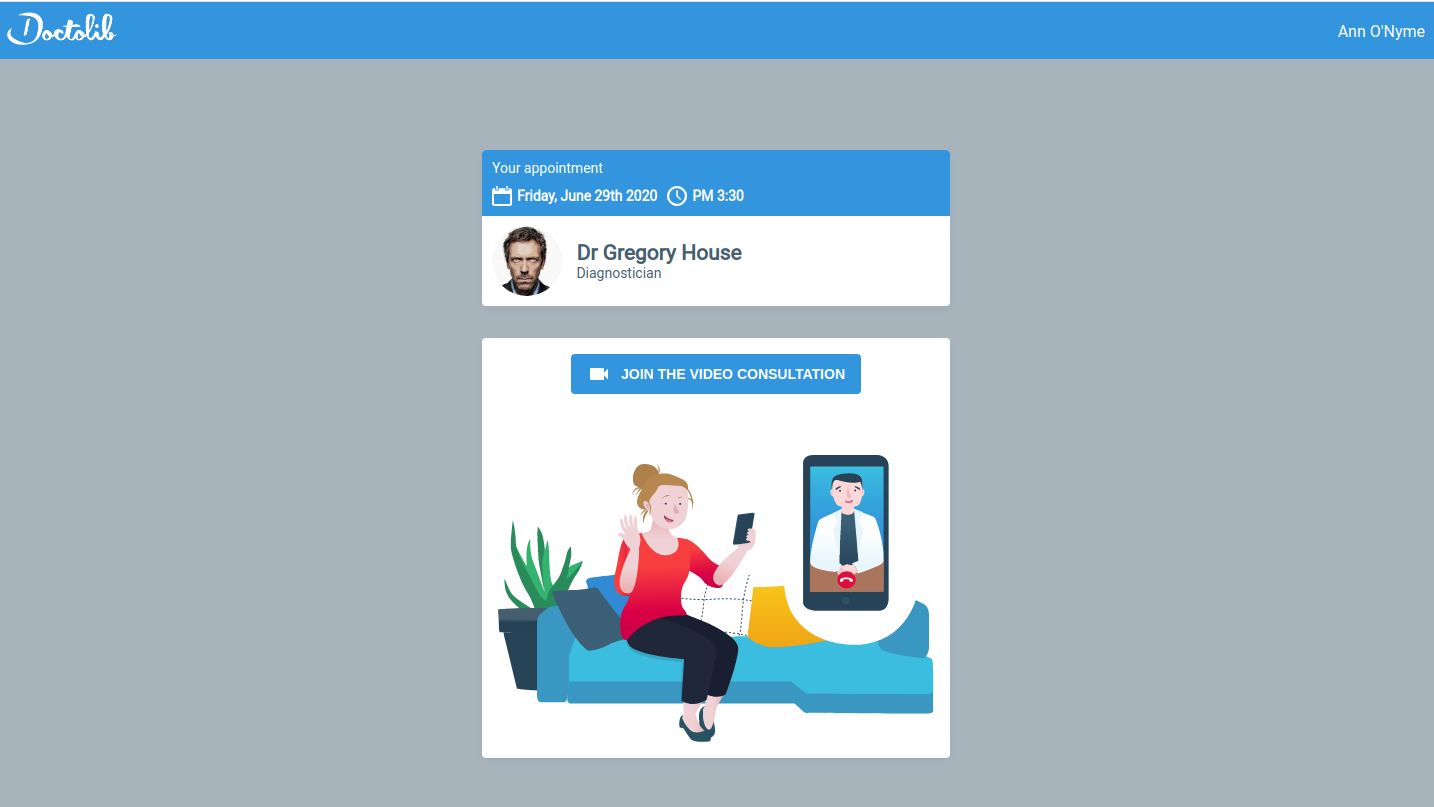 Doctolib
Ann O'Nyme
Your appointment
Friday, June 29th 2020 PM 3:30
Dr Gregory House
Diagnostician
JOIN THE VIDEO CONSULTATION